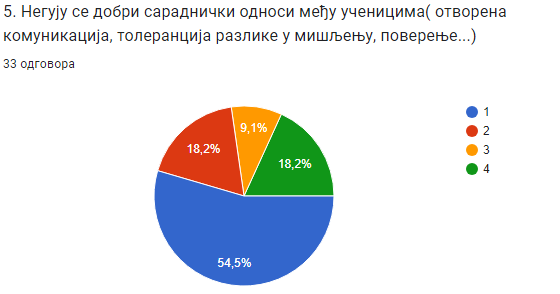 5. Негују се добри сараднички односи међу ученицима( отворена
комуникација, толеранција разлике у мишљењу, поверење...)
33 одговора
9,1%
18,2%
18,2%
54,5%
1
2
3
4